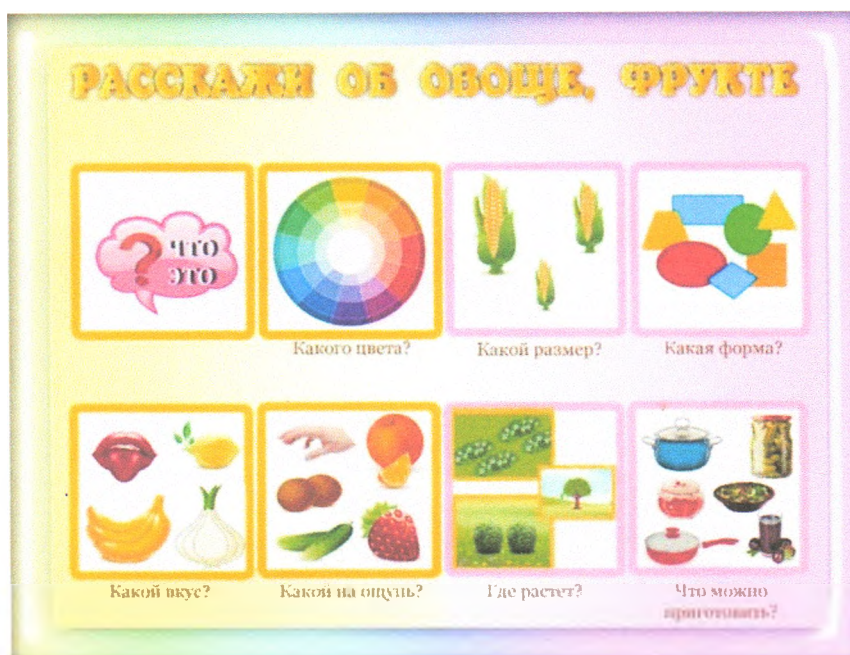 РАССКАЖИ ОБ ОВОЩЕ, ФРУКТЕ
ЧТО
ЭТО
Какого цвета?
Какой размер?
Какая форма?
Какой вкус?
Какой на ощупь?
Где растет?
Что можно
приготовить?